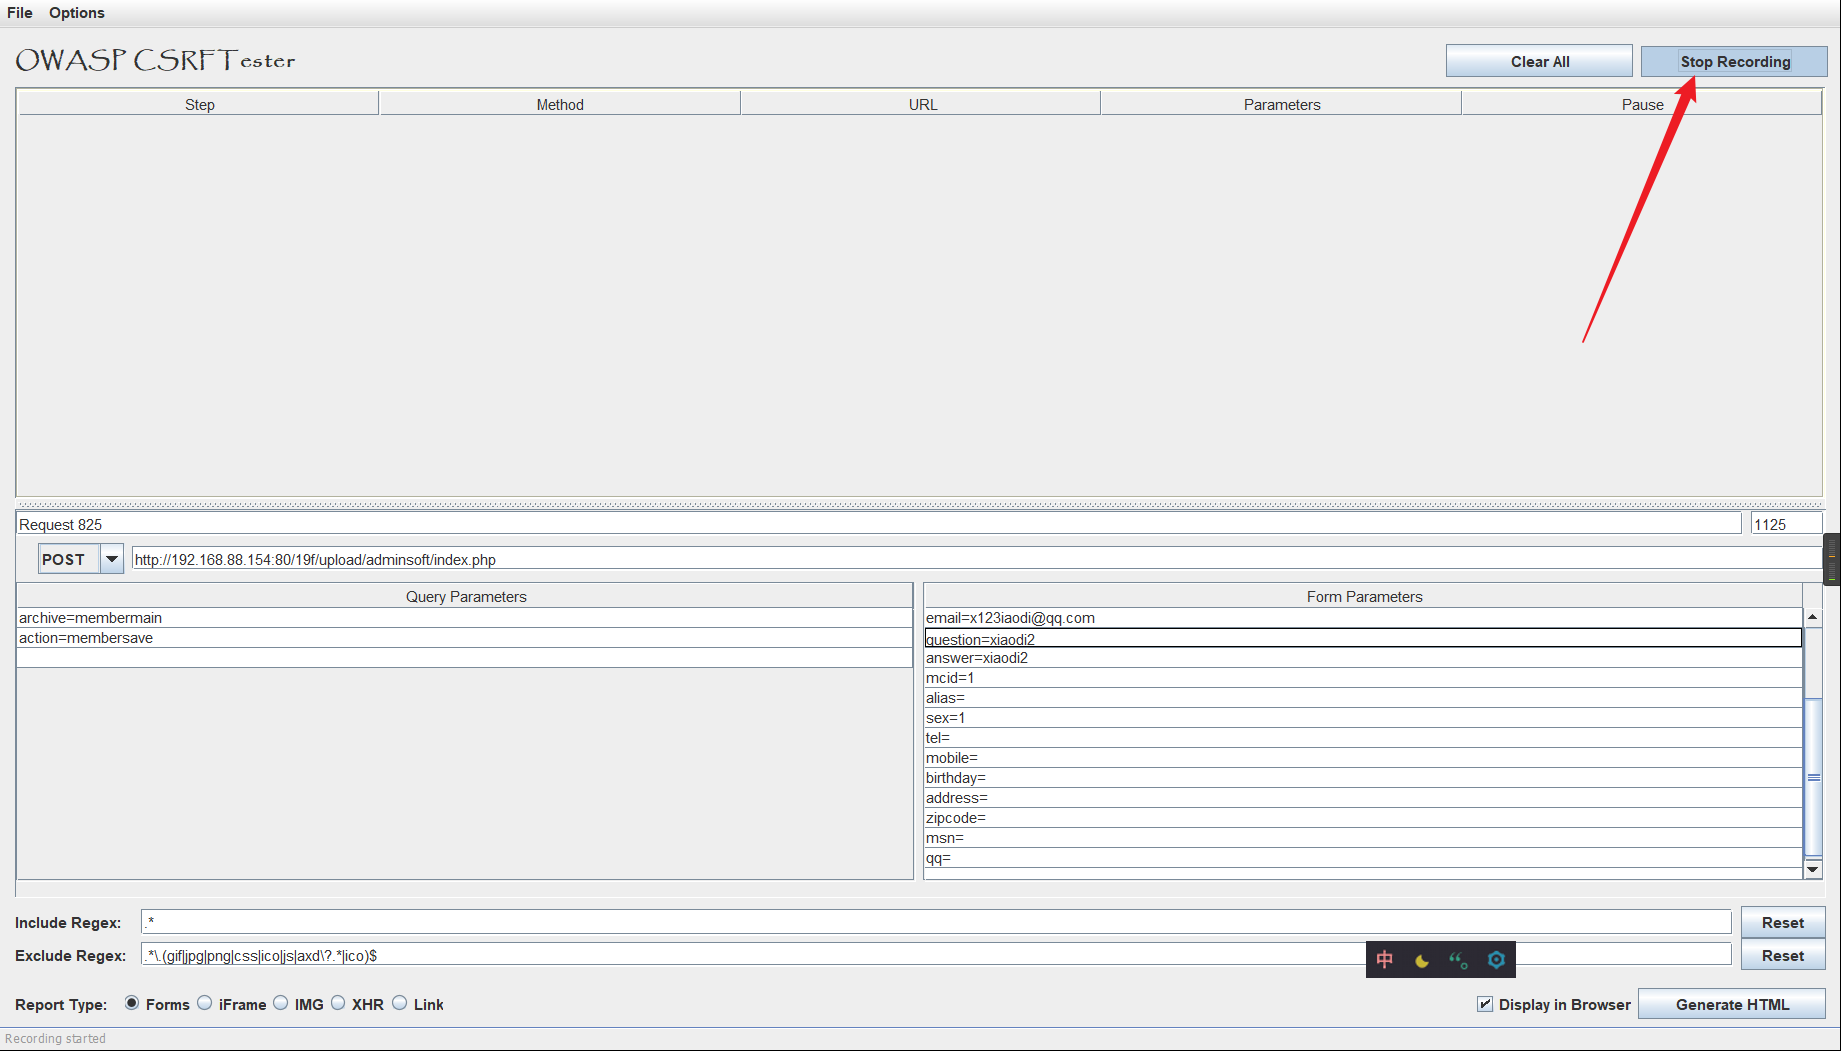 File Options
OWASP CSRFTester
Clear All Stop Recording
Step Method URL Parameters Pause
Request 825 1125
POST http://192.168.88.154:80/19f/upload/adminsoft/index.php
Query Parameters Form Parameters
archive=membermain email=x123iaodi@qq.com
action=membersave question=xiaodi2
answer=xiaodi2
mcid=1
alias=
sex=1
tel=
mobile=
birthday=
address=
zipcode=
msn=
qq=
Include Regex: .* Reset
Exclude Regex: .*\.(gif|jpg|png|css|ico|js|axd\?.*|ico)$ 中 Reset
Report Type: Forms iFrame IMG XHR Link Display in Browser Generate HTML
Recording started